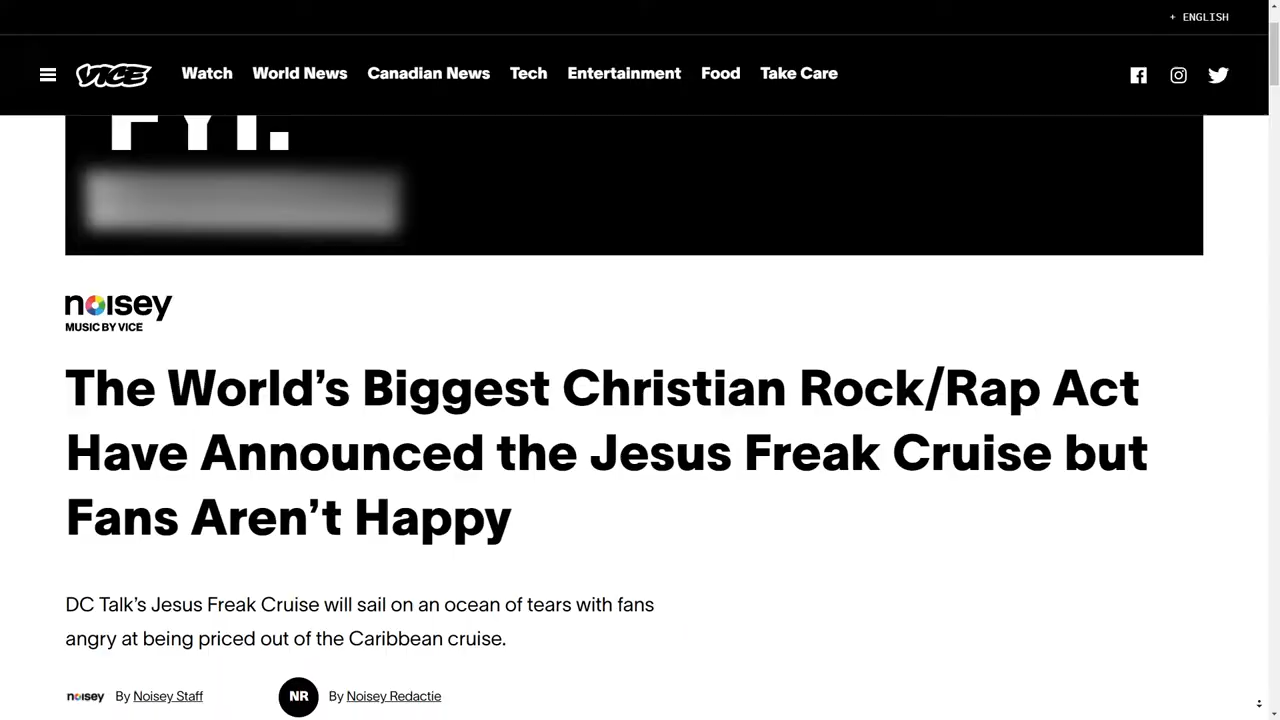 + ENGLISH
VICE Watch World News Canadian News Tech Entertainment Food Take Care
FYI.
noisey
MUSIC BY VICE
The World’s Biggest Christian Rock/Rap Act
Have Announced the Jesus Freak Cruise but
Fans Aren’t Happy
DC Talk’s Jesus Freak Cruise will sail on an ocean of tears with fans
angry at being priced out of the Caribbean cruise.
noisey By Noisey Staff NR By Noisey Redactie